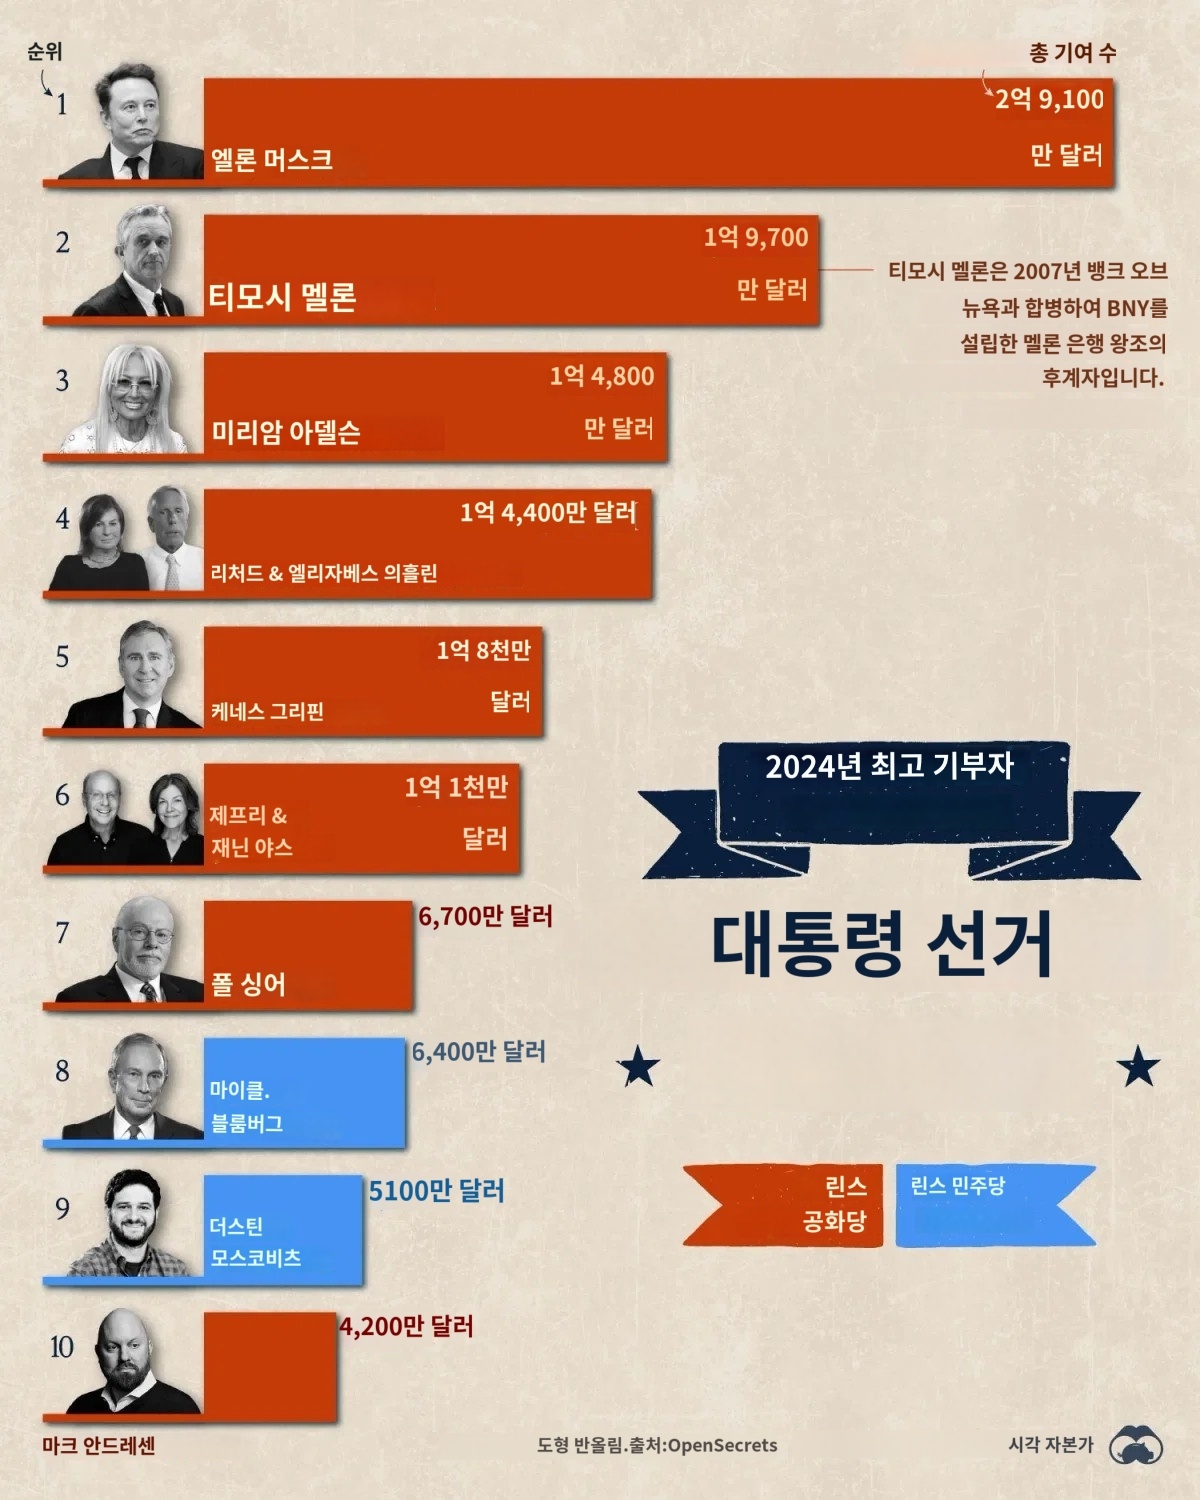 순위
총 기여 수
1
2억 9,100
만 달러
엘론 머스크
2
1억 9,700
만 달러
티모시 멜론
티모시 멜론은 2007년 뱅크 오브
뉴욕과 합병하여 BNY를
설립한 멜론 은행 왕조의
후계자입니다.
3
1억 4,800
만 달러
미리암 아델슨
4
1억 4,400만 달러
리처드 & 엘리자베스 의흘린
5
1억 8천만
달러
케네스 그리핀
6
1억 1천만
달러
제프리 &
재닌 야스
2024년 최고 기부자
대통령 선거
7
6,700만 달러
폴 싱어
8
6,400만 달러
마이클.
블룸버그
9
5100만 달러
더스틴
모스코비츠
린스
공화당
린스 민주당
10
4,200만 달러
마크 안드레센
도형 반올림.출처:OpenSecrets
시각 자본가